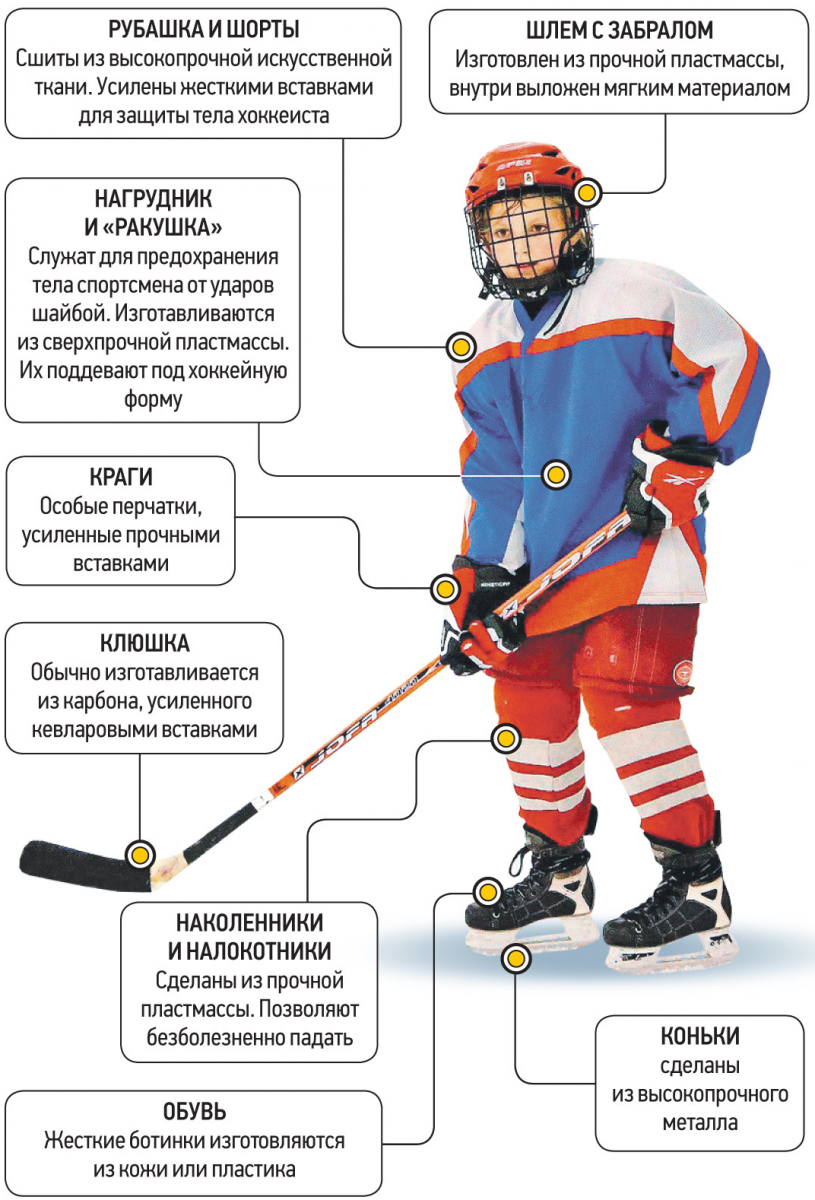 РУБАШКА И ШОРТЫ
Сшиты из высокопрочной искусственной
ткани. Усилены жесткими вставками
для защиты тела хоккеиста
ШЛЕМ С ЗАБРАЛОМ
Изготовлен из прочной пластмассы,
внутри выложен мягким материалом
НАГРУДНИК
И «РАКУШКА»
Служат для предохранения
тела спортсмена от ударов
шайбой. Изготавливаются
из сверхпрочной пластмассы.
Их поддевают под хоккейную
форму
КРАГИ
Особые перчатки,
усиленные прочными
вставками
JOFA
КЛЮШКА
Обычно изготавливается
из карбона, усиленного
кевларовыми вставками
JOFA
НАКОЛЕННИКИ
И НАЛОКОТНИКИ
Сделаны из прочной
пластмассы. Позволяют
безболезненно падать
КОНЬКИ
сделаны
из высокопрочного
металла
ОБУВЬ
Жесткие ботинки изготовляются
из кожи или пластика